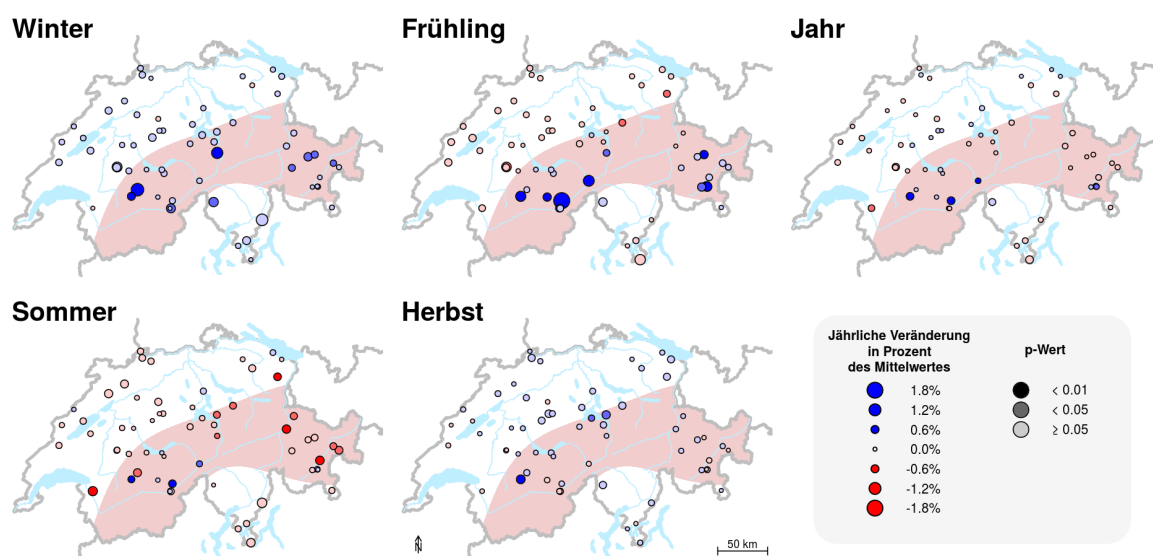 Winter
Frühling
Jahr
Sommer
Herbst
Jährliche Veränderung
in Prozent
des Mittelwertes
1.8%
1.2%
0.6%
0.0%
-0.6%
-1.2%
-1.8%
p-Wert
< 0.01
< 0.05
≥ 0.05
N
50 km